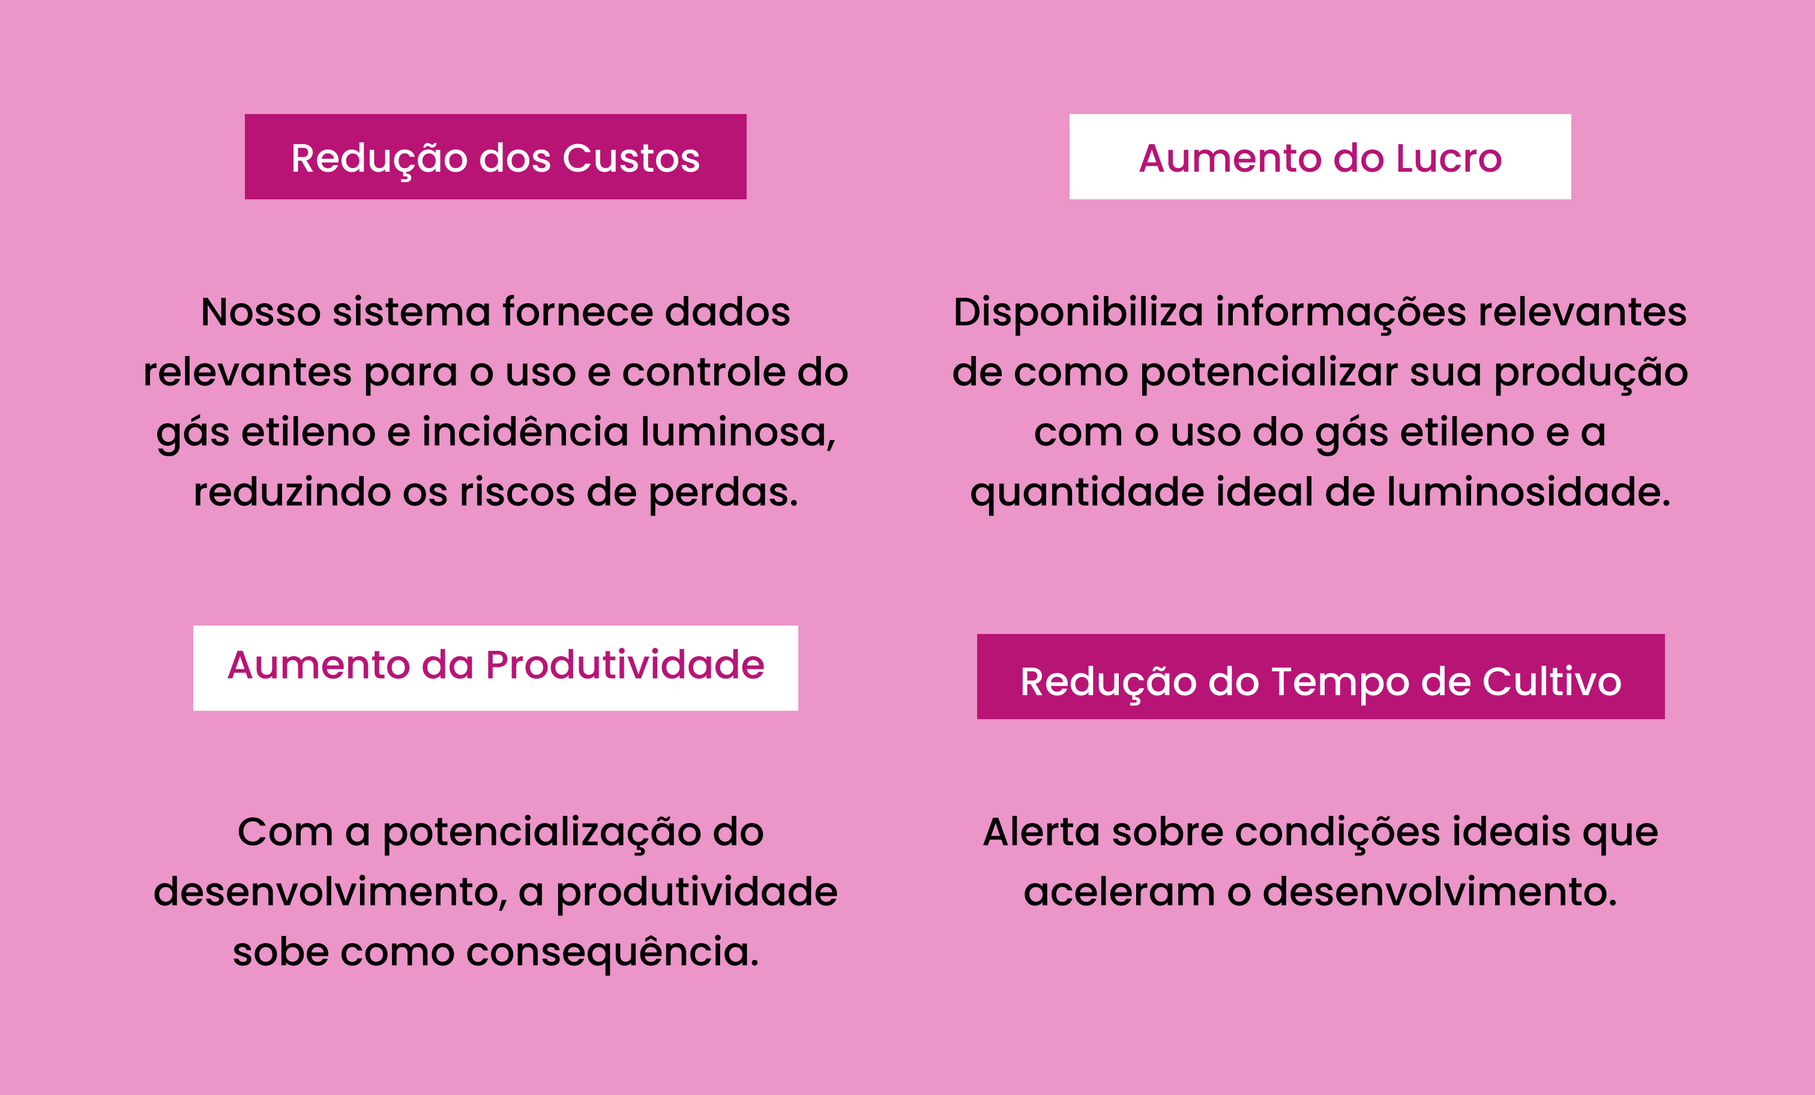 Redução dos Custos
Nosso sistema fornece dados
relevantes para o uso e controle do
gás etileno e incidência luminosa,
reduzindo os riscos de perdas.
Aumento do Lucro
Disponibiliza informações relevantes
de como potencializar sua produção
com o uso do gás etileno e a
quantidade ideal de luminosidade.
Aumento da Produtividade
Com a potencialização do
desenvolvimento, a produtividade
sobe como consequência.
Redução do Tempo de Cultivo
Alerta sobre condições ideais que
aceleram o desenvolvimento.